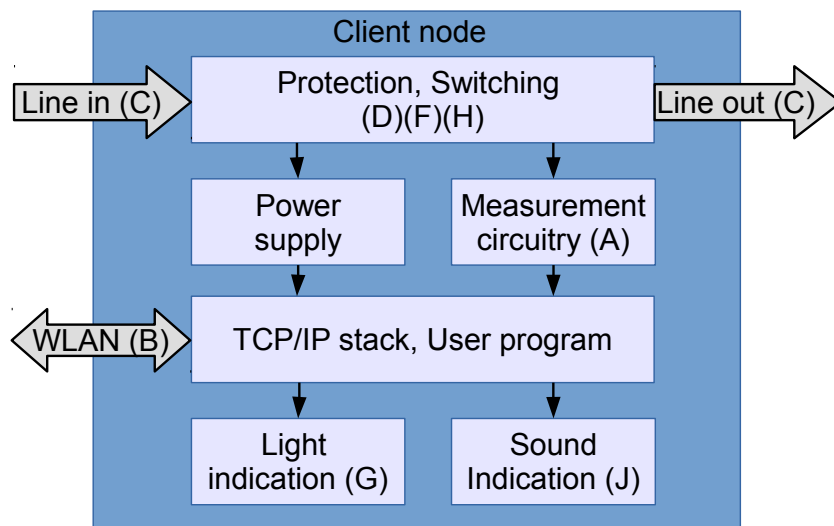 Client node
Line in (C)
Protection, Switching
(D)(F)(H)
Line out (C)
Power
supply
Measurement
circuitry (A)
WLAN (B)
TCP/IP stack, User program
Light
indication (G)
Sound
Indication (J)